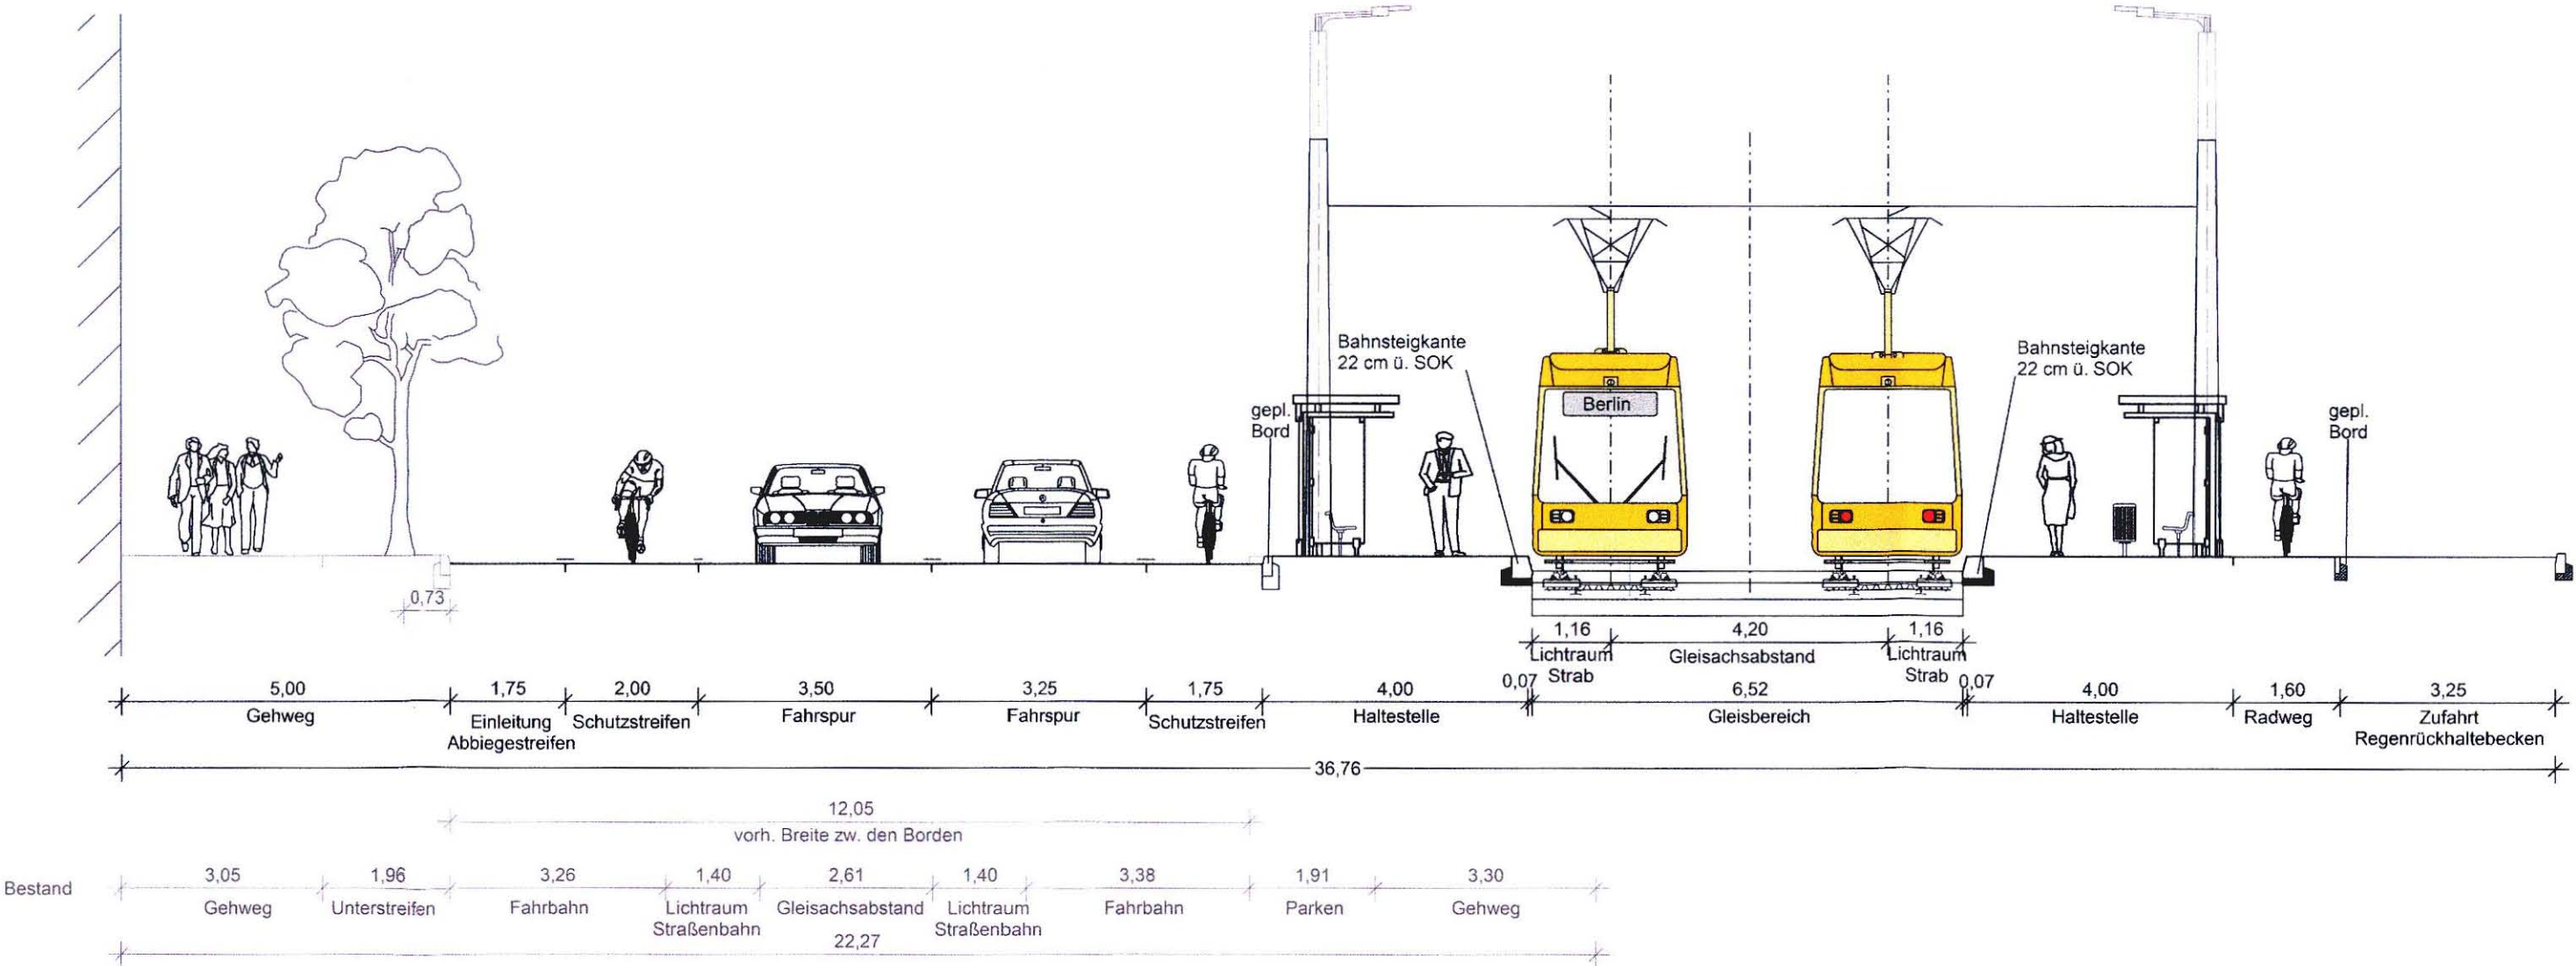 Bahnsteigkante
22 cm ü. SOK
Bahnsteigkante
22 cm ü. SOK
gepl.
Bord
Berlin
gepl.
Bord
0,73
1,16
4,20
1,16
Lichtraum
Strab
Gleisachsabstand
Lichtraum
Strab
5,00
1,75
2,00
3,50
3,25
1,75
4,00
0,07
6,52
0,07
4,00
1,60
3,25
Gehweg
Einleitung
Abbiegestreifen
Schutzstreifen
Fahrspur
Fahrspur
Schutzstreifen
Haltestelle
Gleisbereich
Haltestelle
Radweg
Zufahrt
Regenrückhaltebecken
36,76
12,05
vorh. Breite zw. den Borden
Bestand
3,05
1,96
3,26
1,40
2,61
1,40
3,38
1,91
3,30
Gehweg
Unterstreifen
Fahrbahn
Lichtraum
Straßenbahn
Gleisachsabstand
Lichtraum
Straßenbahn
Fahrbahn
Parken
Gehweg
22,27